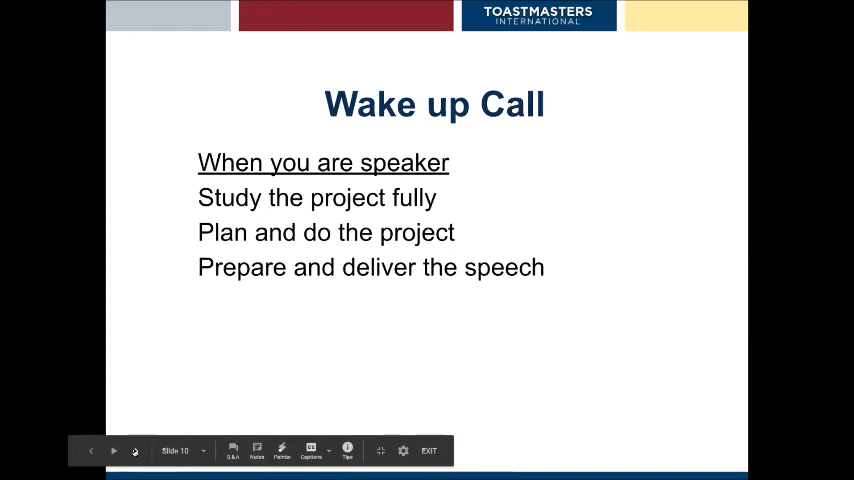 TOASTMASTERS
INTERNATIONAL
Wake up Call
When you are speaker
Study the project fully
Plan and do the project
Prepare and deliver the speech
Slide 10
Q & A
Notes
Pointer
Captions
Tips
EXIT